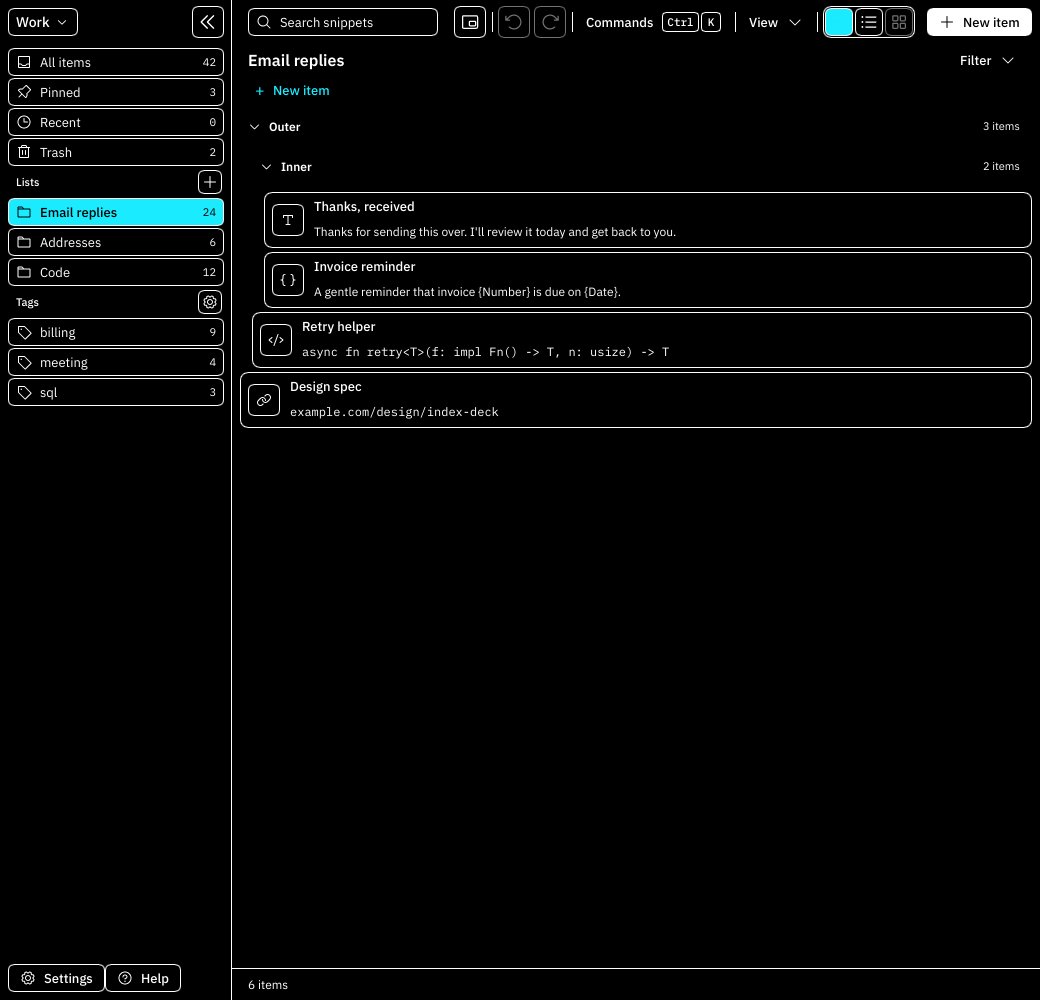 Work
Search snippets
Commands Ctrl K
View
New item
All items 42
Pinned 3
Recent 0
Trash 2
Lists
Email replies 24
Addresses 6
Code 12
Tags
billing 9
meeting 4
sql 3
Settings
Help
Email replies
Filter
+ New item
Outer 3 items
Inner 2 items
T
Thanks, received
Thanks for sending this over. I'll review it today and get back to you.
{ }
Invoice reminder
A gentle reminder that invoice {Number} is due on {Date}.
</>
Retry helper
async fn retry<T>(f: impl Fn() -> T, n: usize) -> T
Design spec
example.com/design/index-deck
6 items